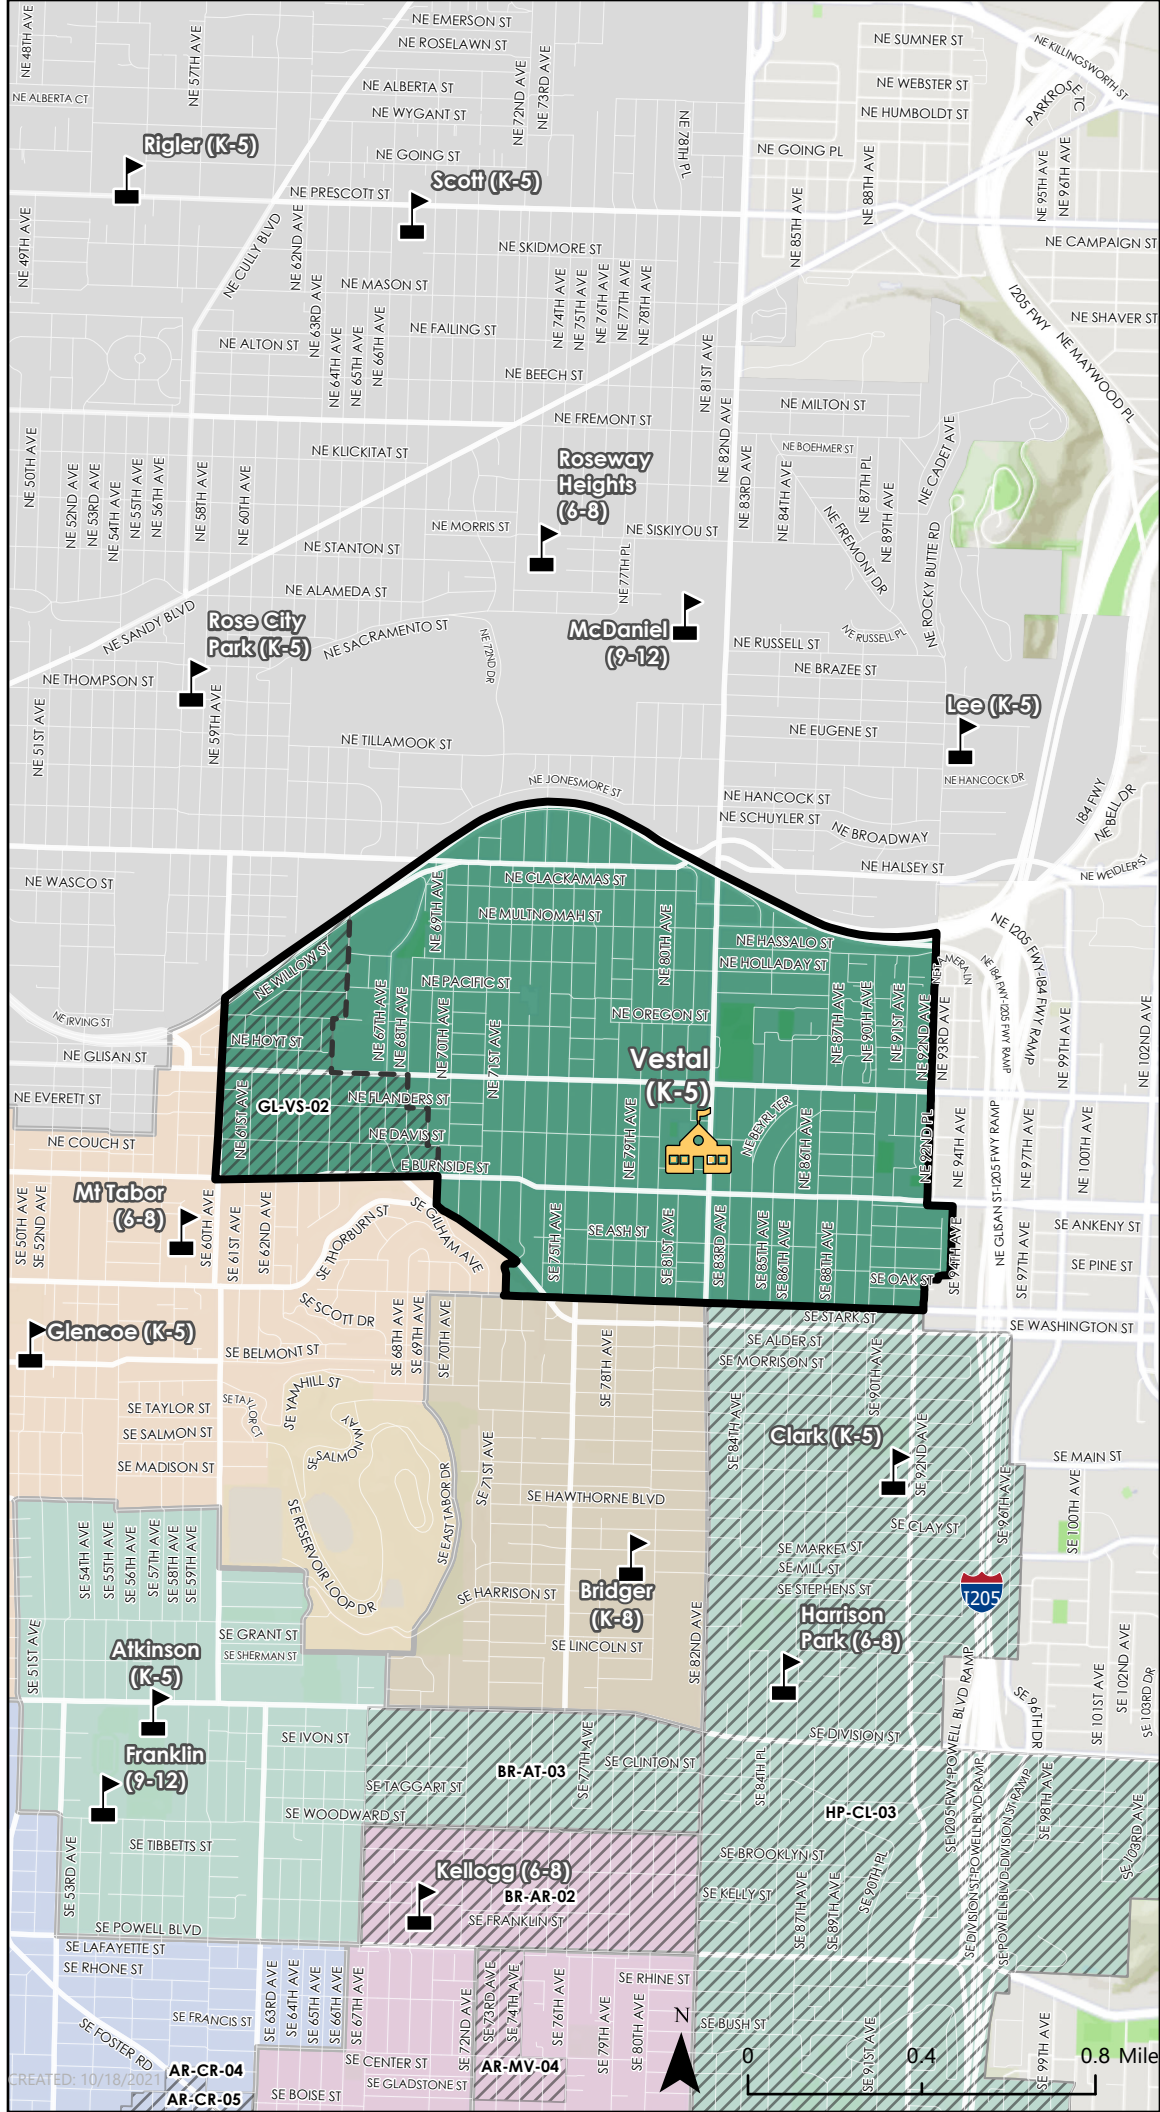 NE EMERSON ST
NE ROSELAWN ST
NE SUMNER ST
NE KILLINGSWORTH ST
NE 48TH AVE
NE 57TH AVE
NE 72ND AVE
NE 73RD AVE
NE ALBERTA CT
NE ALBERTA ST
NE WYGANT ST
NE WEBSTER ST
NE HUMBOLDT ST
PARKROSE TC
NE 78TH PL
NE GOING ST
NE GOING PL
NE 88TH AVE
NE 95TH AVE
NE 96TH AVE
Rigler (K-5)
Scott (K-5)
NE PRESCOTT ST
NE 85TH AVE
NE 49TH AVE
NE CULLY BLVD
NE 62ND AVE
NE SKIDMORE ST
NE CAMPAIGN ST
NE MASON ST
NE 63RD AVE
NE 64TH AVE
NE 65TH AVE
NE 66TH AVE
NE 74TH AVE
NE 75TH AVE
NE 76TH AVE
NE 77TH AVE
NE 78TH AVE
I205 FWY
NE SHAVER ST
NE FAILING ST
NE ALTON ST
NE MAYWOOD PL
NE BEECH ST
NE 81ST AVE
NE 82ND AVE
NE MILTON ST
NE FREMONT ST
NE 50TH AVE
NE KLICKITAT ST
NE BOEHMER ST
NE CADET AVE
NE 52ND AVE
NE 53RD AVE
NE 54TH AVE
NE 55TH AVE
NE 56TH AVE
NE 58TH AVE
NE 60TH AVE
Roseway
Heights
(6-8)
NE 83RD AVE
NE 84TH AVE
NE 87TH PL
NE 89TH AVE
NE MORRIS ST
NE SISKIYOU ST
NE FREMONT DR
NE ROCKY BUTTE RD
NE STANTON ST
NE 77TH PL
NE ALAMEDA ST
NE SANDY BLVD
Rose City
Park (K-5)
NE SACRAMENTO ST
NE 72ND DR
McDaniel
(9-12)
NE RUSSELL ST
NE RUSSELL PL
NE BRAZEE ST
NE THOMPSON ST
NE 51ST AVE
NE 59TH AVE
Lee (K-5)
NE EUGENE ST
NE TILLAMOOK ST
NE HANCOCK DR
NE JONESMORE ST
NE HANCOCK ST
NE SCHUYLER ST
NE BROADWAY
I84 FWY
NE BELL DR
NE HALSEY ST
NE WEIDLER ST
NE WASCO ST
NE CLACKAMAS ST
NE 69TH AVE
NE MULTNOMAH ST
NE 80TH AVE
NE HASSALO ST
NE HOLLADAY ST
NE I205 FWY-I84 FWY RAMP
NE I84 FWY-I205 FWY RAMP
NE WILLOW ST
NE PACIFIC ST
NE OREGON ST
NE IRVING ST
NE HOYT ST
NE GLISAN ST
NE 67TH AVE
NE 68TH AVE
NE 70TH AVE
NE 71ST AVE
NE 87TH AVE
NE 90TH AVE
NE 91ST AVE
NE 92ND AVE
NE 93RD AVE
NE 99TH AVE
NE 102ND AVE
Vestal
(K-5)
NE EVERETT ST
NE 61ST AVE
GL-VS-02
NE FLANDERS ST
NE DAVIS ST
NE COUCH ST
E BURNSIDE ST
NE 79TH AVE
NE BEYRL TER
NE 86TH AVE
NE 92ND PL
NE 94TH AVE
NE GLISAN ST-I205 FWY RAMP
NE 97TH AVE
NE 100TH AVE
Mt Tabor
(6-8)
SE 50TH AVE
SE 52ND AVE
SE 60TH AVE
SE 61ST AVE
SE 62ND AVE
SE THORBURN ST
SE GILHAM AVE
SE 75TH AVE
SE ASH ST
SE 81ST AVE
SE 83RD AVE
SE 85TH AVE
SE 86TH AVE
SE 88TH AVE
SE OAK ST
SE 94TH AVE
SE 97TH AVE
SE ANKENY ST
SE PINE ST
Glencoe (K-5)
SE SCOTT DR
SE BELMONT ST
SE 68TH AVE
SE 69TH AVE
SE 70TH AVE
SE 78TH AVE
SE STARK ST
SE WASHINGTON ST
SE ALDER ST
SE MORRISON ST
SE 90TH AVE
SE YAMHILL ST
SE TAYLOR ST
SE TAYLOR CT
SE SALMON ST
SE SALMON WAY
SE MADISON ST
SE 84TH AVE
Clark (K-5)
SE 92ND AVE
SE MAIN ST
SE 71ST AVE
SE EAST TABOR DR
SE HAWTHORNE BLVD
SE 96TH AVE
SE 100TH AVE
SE CLAY ST
SE RESERVOIR LOOP DR
SE 54TH AVE
SE 55TH AVE
SE 56TH AVE
SE 57TH AVE
SE 58TH AVE
SE 59TH AVE
SE MARKET ST
SE MILL ST
SE STEPHENS ST
I205
SE HARRISON ST
Bridger
(K-8)
Harrison
Park (6-8)
SE 51ST AVE
SE GRANT ST
SE SHERMAN ST
SE LINCOLN ST
SE 82ND AVE
Atkinson
(K-5)
SE 96TH DR
SE 101ST AVE
SE 102ND AVE
SE 103RD DR
SE IVON ST
SE DIVISION ST
Franklin
(9-12)
BR-AT-03
SE 77TH AVE
SE CLINTON ST
SE TAGGART ST
SE 84TH PL
SE I205 FWY-POWELL BLVD RAMP
SE WOODWARD ST
HP-CL-03
SE 98TH AVE
SE 103RD AVE
SE TIBBETTS ST
SE BROOKLYN ST
SE 53RD AVE
Kellogg (6-8)
BR-AR-02
SE KELLY ST
SE 90TH PL
SE 87TH AVE
SE 89TH AVE
SE DIVISION ST-POWELL BLVD RAMP
SE POWELL BLVD-DIVISION ST RAMP
SE FRANKLIN ST
SE POWELL BLVD
SE LAFAYETTE ST
SE RHONE ST
SE 63RD AVE
SE 64TH AVE
SE 65TH AVE
SE 66TH AVE
SE 67TH AVE
SE 72ND AVE
SE 73RD AVE
SE 74TH AVE
SE 76TH AVE
SE 79TH AVE
SE 80TH AVE
SE RHINE ST
SE FRANCIS ST
SE FOSTER RD
N
SE BUSH ST
SE 91ST AVE
SE 99TH AVE
SE CENTER ST
SE GLADSTONE ST
AR-CR-04
AR-MV-04
0 0.4 0.8 Mile
CREATED: 10/18/2021
AR-CR-05
SE BOISE ST